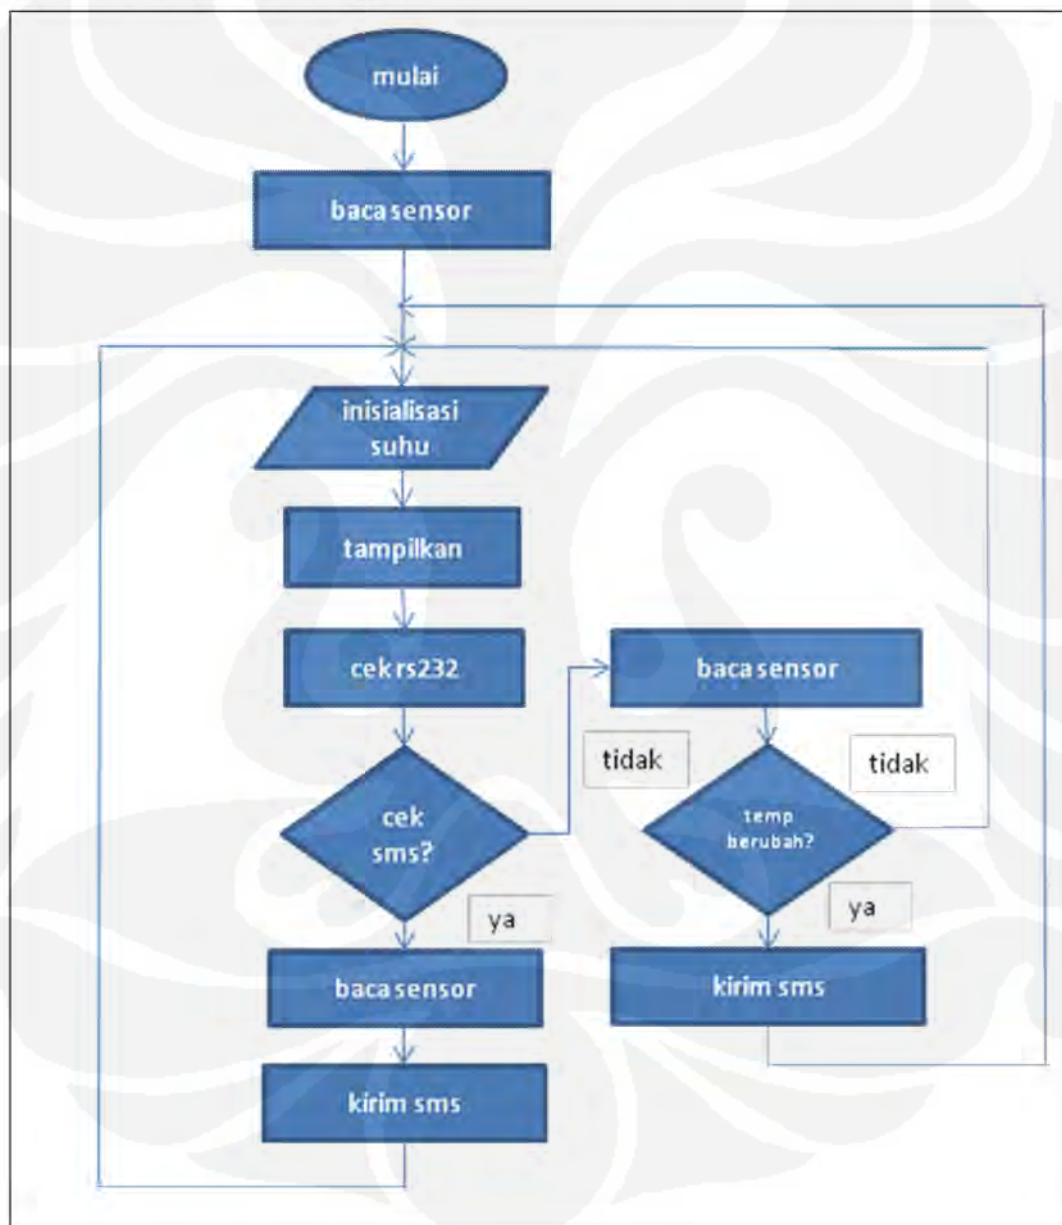 mulai
baca sensor
inisialisasi
suhu
tampilkan
cek rs232
cek
sms?
ya
baca sensor
kirim sms
tidak
baca sensor
temp
berubah?
tidak
ya
kirim sms